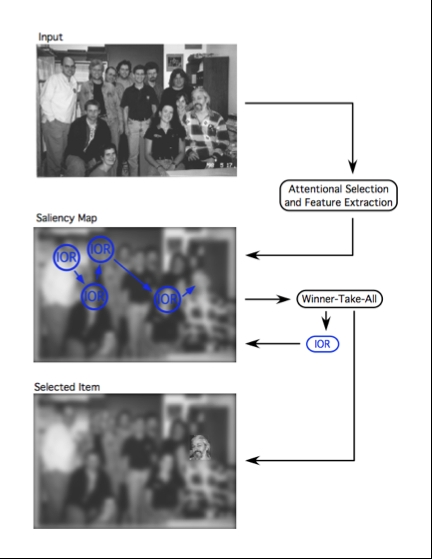 Input
Attentional Selection
and Feature Extraction
Saliency Map
IOR
IOR
IOR
IOR
Winner-Take-All
IOR
Selected Item